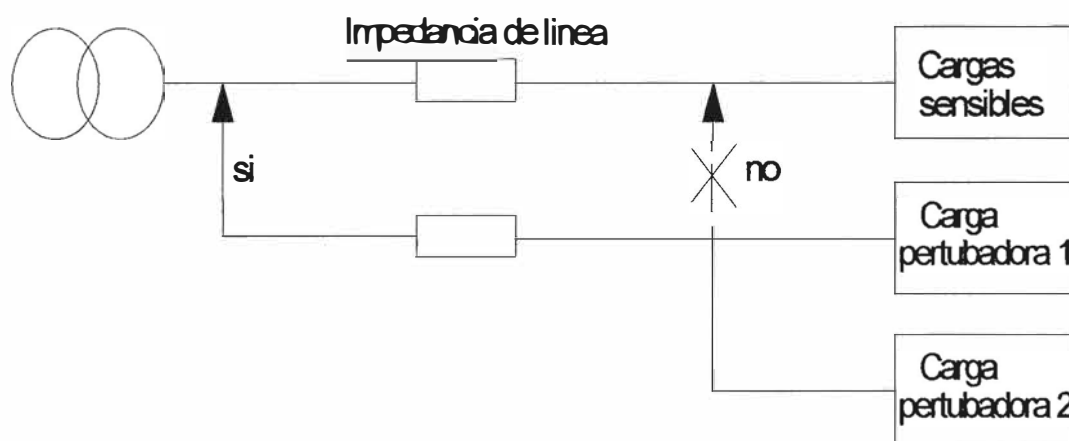 Impedancia de linea
Cargas
sensibles
si
no
Carga
pertubadora 1
Carga
pertubadora 2